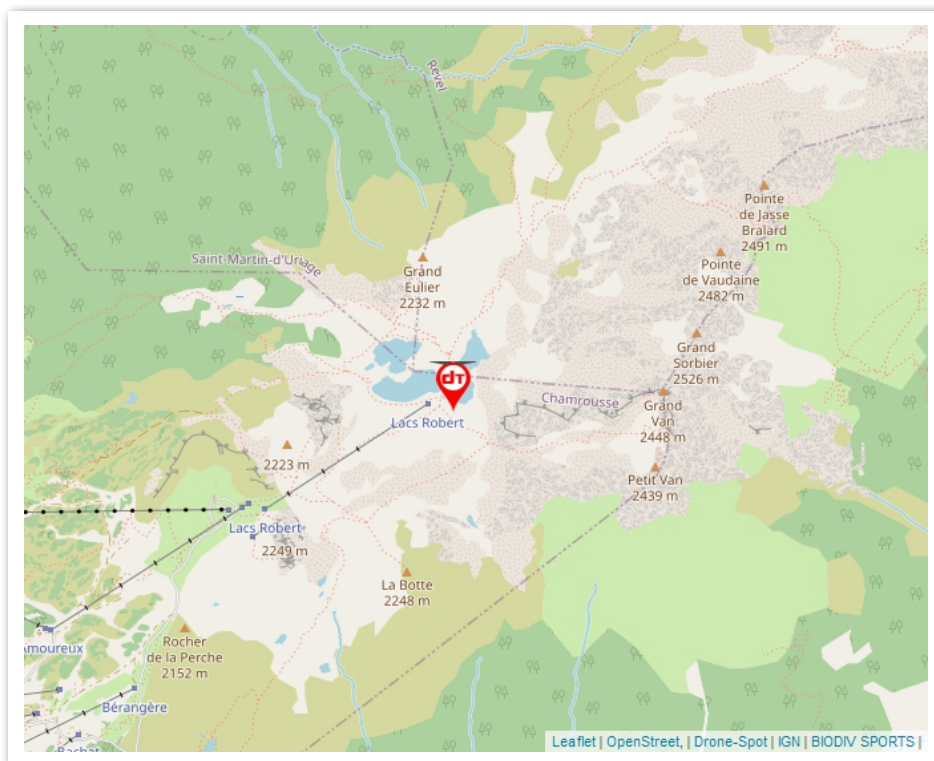 Revel
Pointe
de Jasse
Bralard
2491 m
Saint-Martin-d'Uriage
Grand
Eulier
2232 m
Pointe
de Vaudaine
2482 m
Grand
Sorbier
2526 m
dT
Chamrousse
Grand
Van
2448 m
Lacs Robert
2223 m
Petit Van
2439 m
Lacs Robert
2249 m
La Botte
2248 m
Rocher
de la Perche
2152 m
Amoureux
Bérangère
Bachat
Leaflet | OpenStreet, | Drone-Spot | IGN | BIODIV SPORTS |